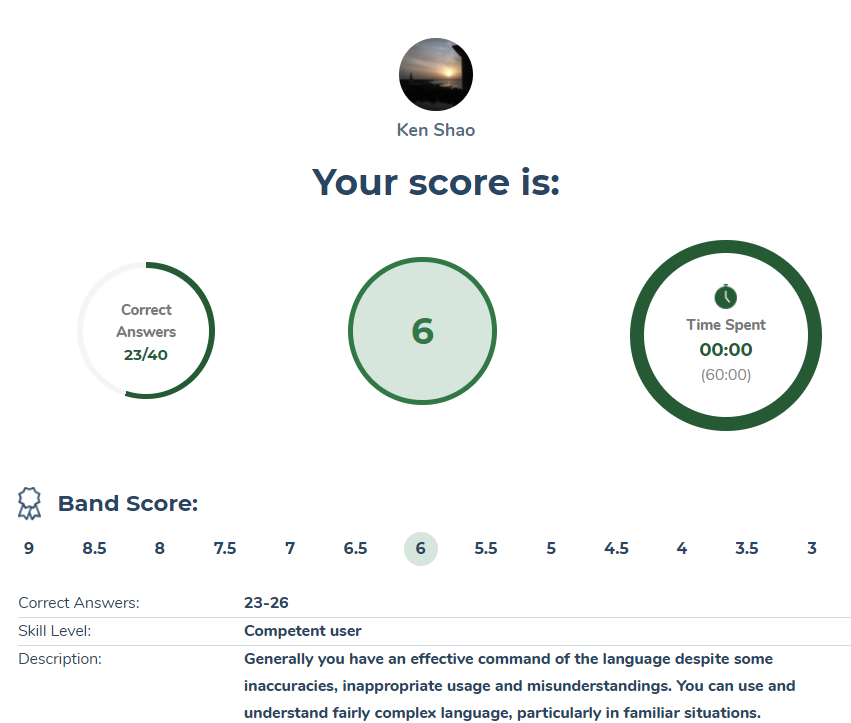 Ken Shao
Your score is:
Correct
Answers
23/40
6
Time Spent
00:00
(60:00)
Band Score:
9 8.5 8 7.5 7 6.5 6 5.5 5 4.5 4 3.5 3
Correct Answers: 23-26
Skill Level: Competent user
Description: Generally you have an effective command of the language despite some
inaccuracies, inappropriate usage and misunderstandings. You can use and
understand fairly complex language, particularly in familiar situations.